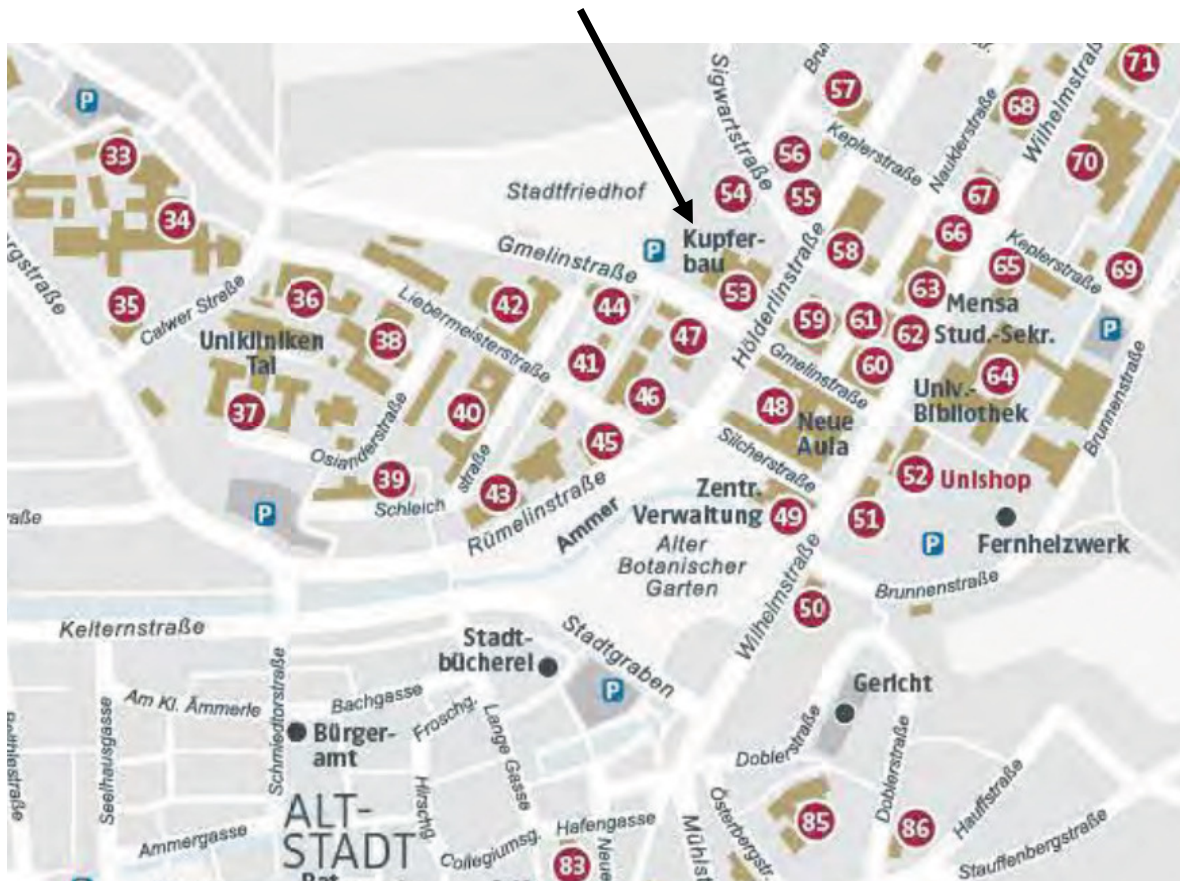 71
P
57
68
Sigwartstraße
Wilhelmstraße
33
56
Keplerstraße
Nauklerstraße
70
34
Stadtfriedhof
54
55
67
Gmelinstraße
P
Kupfer-
bau
58
66
Keplerstraße
35
Calwer Streße
36
Liebermeisterstraße
42
44
53
Hölderlinstraße
63
65
69
Mensa
Unikliniken
Tal
38
41
47
59
61
62
Stud.-Sekr.
P
37
40
46
Gmelinstraße
60
Univ.-
Bibliothek
64
48
Neue
Aula
Osianderstraße
45
Silcherstraße
Brunnenstraße
39
straße
43
52
Unishop
P
Schleich
Rümelinstraße
Ammer
Zentr.
Verwaltung
49
51
Fernheizwerk
P
Alter
Botanischer
Garten
Brunnenstraße
Kelternstraße
Wilhelmstraße
50
Stadt-
bücherei
Stadtgraben
P
Gericht
Am Kl. Ämmerle
Bachgasse
Froschg.
Lange Gasse
Schmiedtorstraße
Seelhausgasse
Bürger-
amt
Doblerstraße
Doblerstraße
Hirschg.
ALT-
STADT
Ammergasse
Collegiumsg.
Hafengasse
83
Neue
Mühlst
Österbergstr.
85
86
Hauffstraße
Stauffenbergstraße